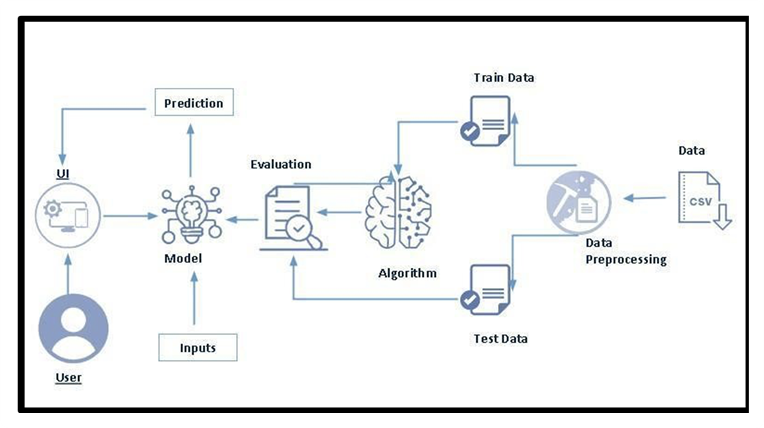 Train Data
Prediction
Data
Evaluation
UI
CSV
Model
Algorithm
Data
Preprocessing
Inputs
Test Data
User